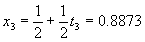 x₃ = 1/2 + 1/2 t₃ = 0.8873